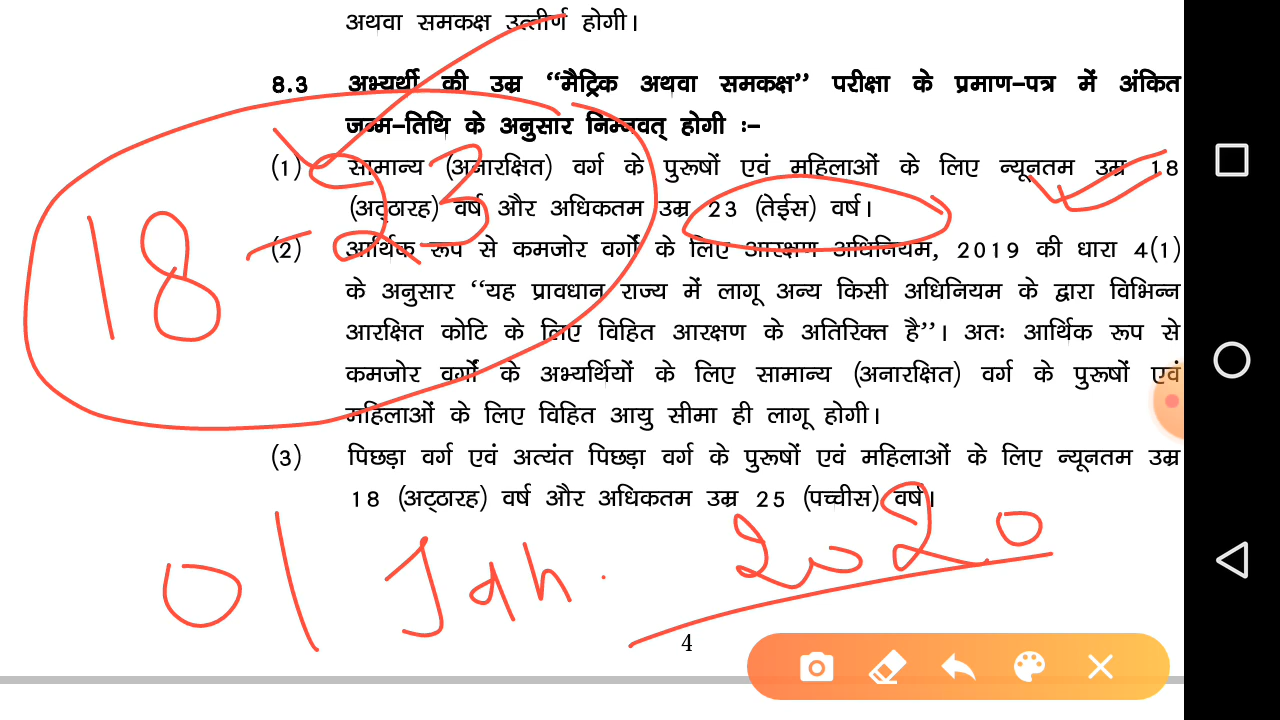 अथवा समकक्ष उत्तीर्ण होगी।
8.3 अभ्यर्थी की उम्र “मैट्रिक अथवा समकक्ष” परीक्षा के प्रमाण-पत्र में अंकित
जन्म-तिथि के अनुसार निम्नवत् होगी :-
(1) सामान्य (अनारक्षित) वर्ग के पुरूषों एवं महिलाओं के लिए न्यूनतम उम्र 18
(अट्ठारह) वर्ष और अधिकतम उम्र 23 (तेईस) वर्ष।
18 - 23
(2) आर्थिक रूप से कमजोर वर्गों के लिए आरक्षण अधिनियम, 2019 की धारा 4(1)
के अनुसार “यह प्रावधान राज्य में लागू अन्य किसी अधिनियम के द्वारा विभिन्न
आरक्षित कोटि के लिए विहित आरक्षण के अतिरिक्त है”। अतः आर्थिक रूप से
कमजोर वर्गों के अभ्यर्थियों के लिए सामान्य (अनारक्षित) वर्ग के पुरूषों एवं
महिलाओं के लिए विहित आयु सीमा ही लागू होगी।
(3) पिछड़ा वर्ग एवं अत्यंत पिछड़ा वर्ग के पुरूषों एवं महिलाओं के लिए न्यूनतम उम्र
18 (अट्ठारह) वर्ष और अधिकतम उम्र 25 (पच्चीस) वर्ष।
01 Jan. 2020
4